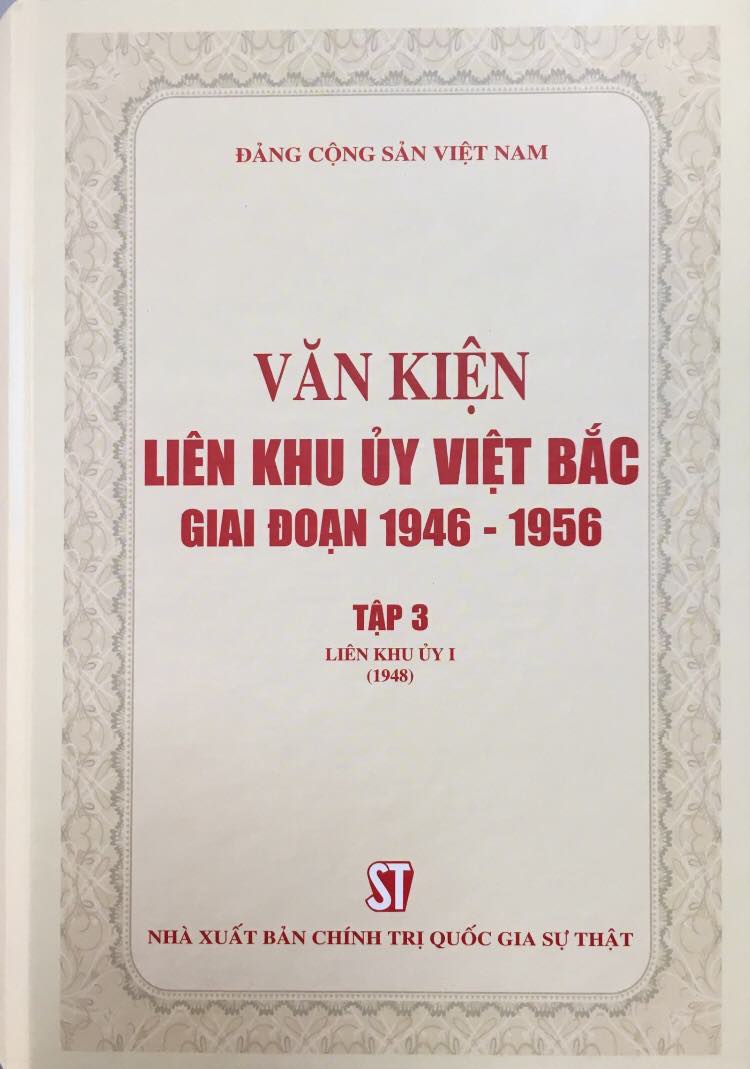 ĐẢNG CỘNG SẢN VIỆT NAM
VĂN KIỆN
LIÊN KHU ỦY VIỆT BẮC
GIAI ĐOẠN 1946 - 1956
TẬP 3
LIÊN KHU ỦY I
(1948)
ST
NHÀ XUẤT BẢN CHÍNH TRỊ QUỐC GIA SỰ THẬT